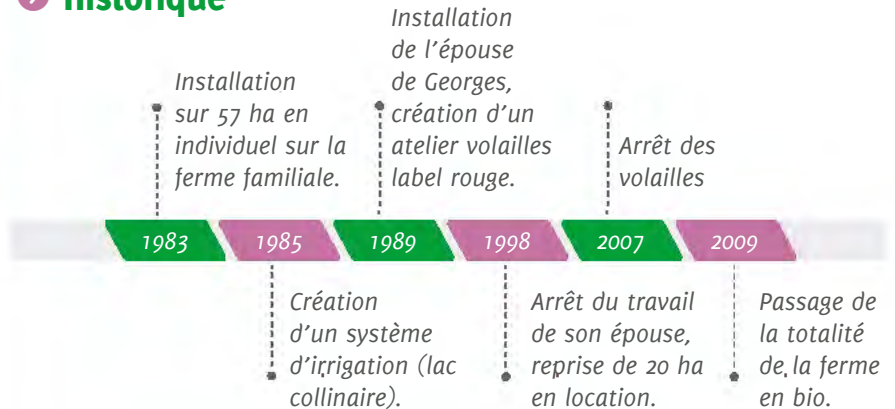 Historique
Installation
sur 57 ha en
individuel sur la
ferme familiale.
Installation
de l'épouse
de Georges,
création d'un
atelier volailles
label rouge.
Arrêt des
volailles
1983
1985
1989
1998
2007
2009
Création
d'un système
d'irrigation (lac
collinaire).
Arrêt du travail
de son épouse,
reprise de 20 ha
en location.
Passage de
la totalité
de la ferme
en bio.